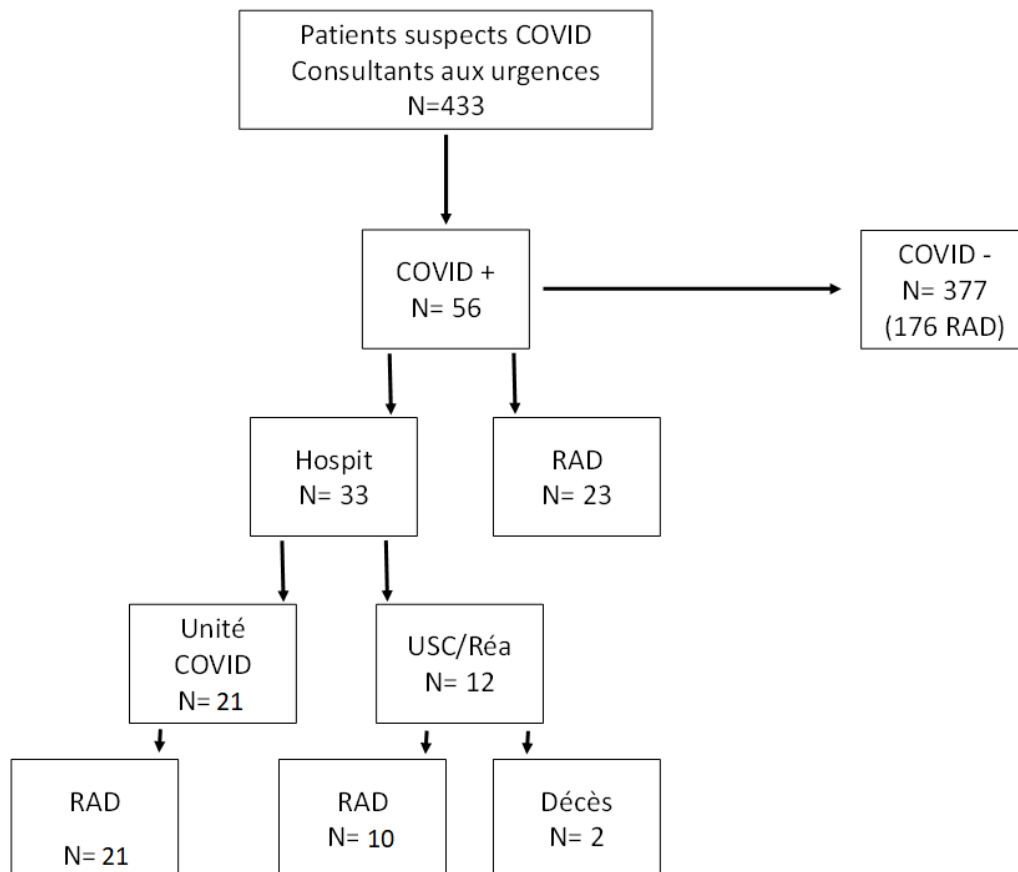 Patients suspects COVID
Consultants aux urgences
N=433
COVID +
N= 56
COVID -
N= 377
(176 RAD)
Hospit
N= 33
RAD
N= 23
Unité
COVID
N= 21
USC/Réa
N= 12
RAD
N= 21
RAD
N= 10
Décès
N= 2